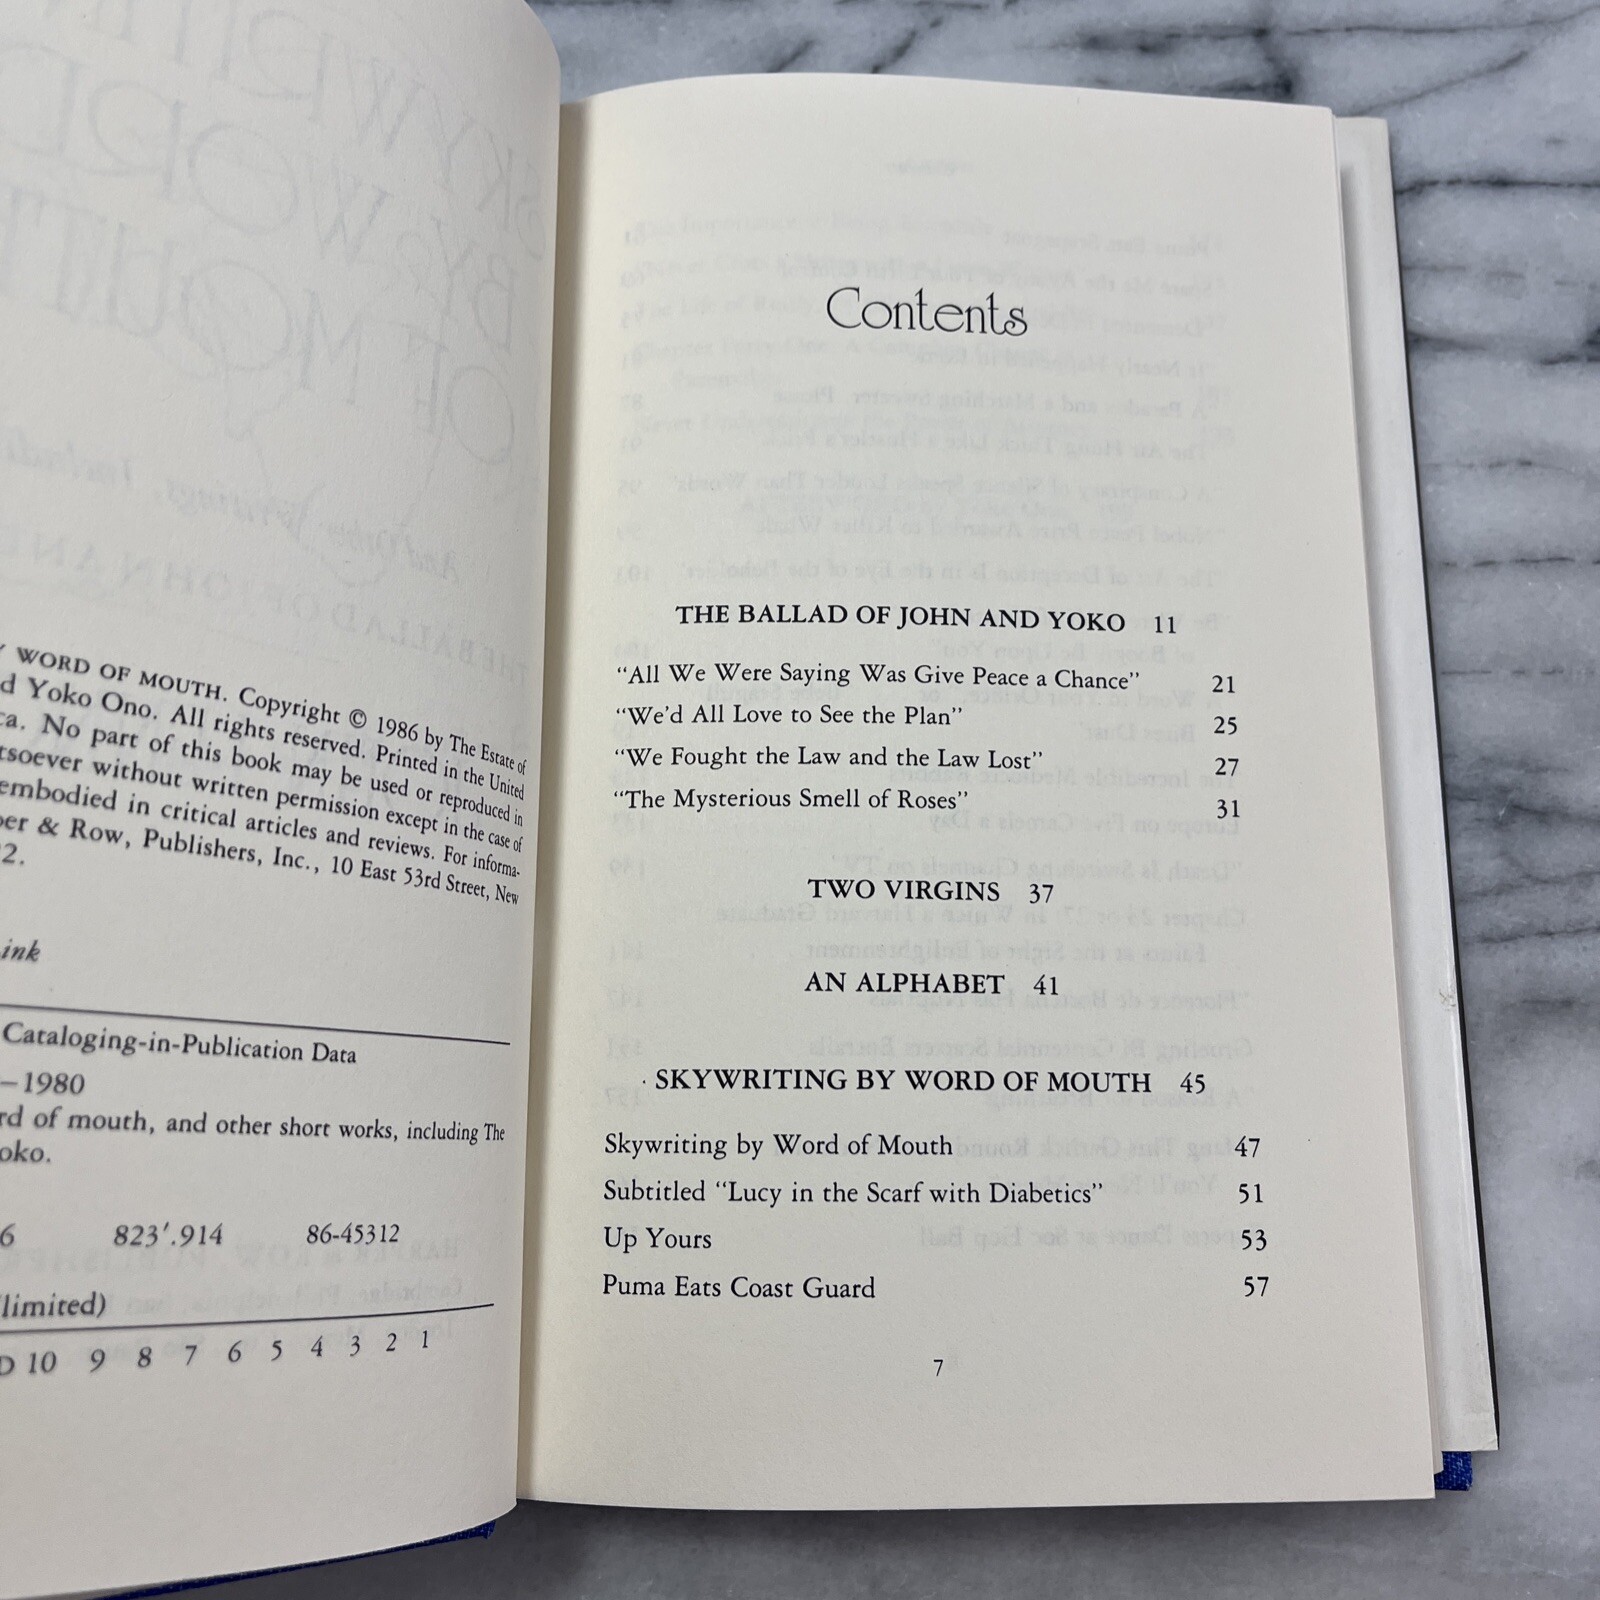 Y WORD OF MOUTH. Copyright © 1986 by The Estate of
d Yoko Ono. All rights reserved. Printed in the United
ca. No part of this book may be used or reproduced in
tsoever without written permission except in the case of
embodied in critical articles and reviews. For informa-
per & Row, Publishers, Inc., 10 East 53rd Street, New
2.
ink
Cataloging-in-Publication Data
–1980
rd of mouth, and other short works, including The
oko.
6 823′.914 86-45312
(limited)
D 10 9 8 7 6 5 4 3 2 1
Contents
THE BALLAD OF JOHN AND YOKO 11
“All We Were Saying Was Give Peace a Chance” 21
“We’d All Love to See the Plan” 25
“We Fought the Law and the Law Lost” 27
“The Mysterious Smell of Roses” 31
TWO VIRGINS 37
AN ALPHABET 41
SKYWRITING BY WORD OF MOUTH 45
Skywriting by Word of Mouth 47
Subtitled “Lucy in the Scarf with Diabetics” 51
Up Yours 53
Puma Eats Coast Guard 57
7